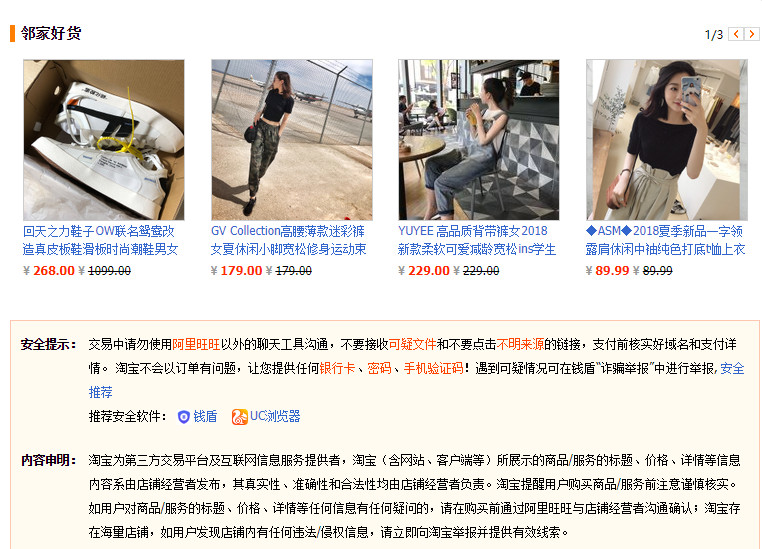 邻家好货
1/3
回天之力鞋子OW联名鸳鸯改
造真皮板鞋滑板时尚潮鞋男女
¥ 268.00 ¥ 1099.00
GV Collection高腰薄款迷彩裤
女夏休闲小脚宽松修身运动束
¥ 179.00 ¥ 179.00
YUYEE 高品质背带裤女2018
新款柔软可爱减龄宽松ins学生
¥ 229.00 ¥ 229.00
◆ASM◆2018夏季新品一字领
露肩休闲中袖纯色打底t恤上衣
¥ 89.99 ¥ 89.99
安全提示： 交易中请勿使用阿里旺旺以外的聊天工具沟通，不要接收可疑文件和不要点击不明来源的链接，支付前核实好域名和支付详
情。 淘宝不会以订单有问题，让您提供任何银行卡、密码、手机验证码！遇到可疑情况可在钱盾“诈骗举报”中进行举报, 安全
推荐
推荐安全软件： 钱盾 UC浏览器
内容申明： 淘宝为第三方交易平台及互联网信息服务提供者，淘宝（含网站、客户端等）所展示的商品/服务的标题、价格、详情等信息
内容系由店铺经营者发布，其真实性、准确性和合法性均由店铺经营者负责。淘宝提醒用户购买商品/服务前注意谨慎核实。
如用户对商品/服务的标题、价格、详情等任何信息有任何疑问的，请在购买前通过阿里旺旺与店铺经营者沟通确认；淘宝存
在海量店铺，如用户发现店铺内有任何违法/侵权信息，请立即向淘宝举报并提供有效线索。